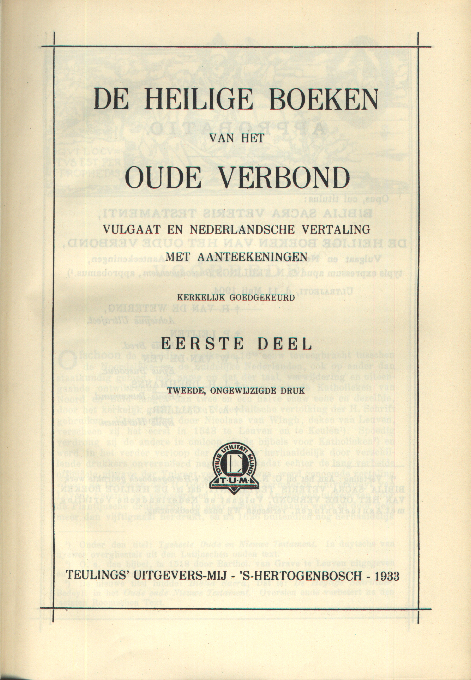 DE HEILIGE BOEKEN
VAN HET
OUDE VERBOND
VULGAAT EN NEDERLANDSCHE VERTALING
MET AANTEEKENINGEN
KERKELIJK GOEDGEKEURD
EERSTE DEEL
TWEEDE, ONGEWIJZIGDE DRUK
T·U·M
TEULINGS' UITGEVERS-MIJ - 'S-HERTOGENBOSCH - 1933